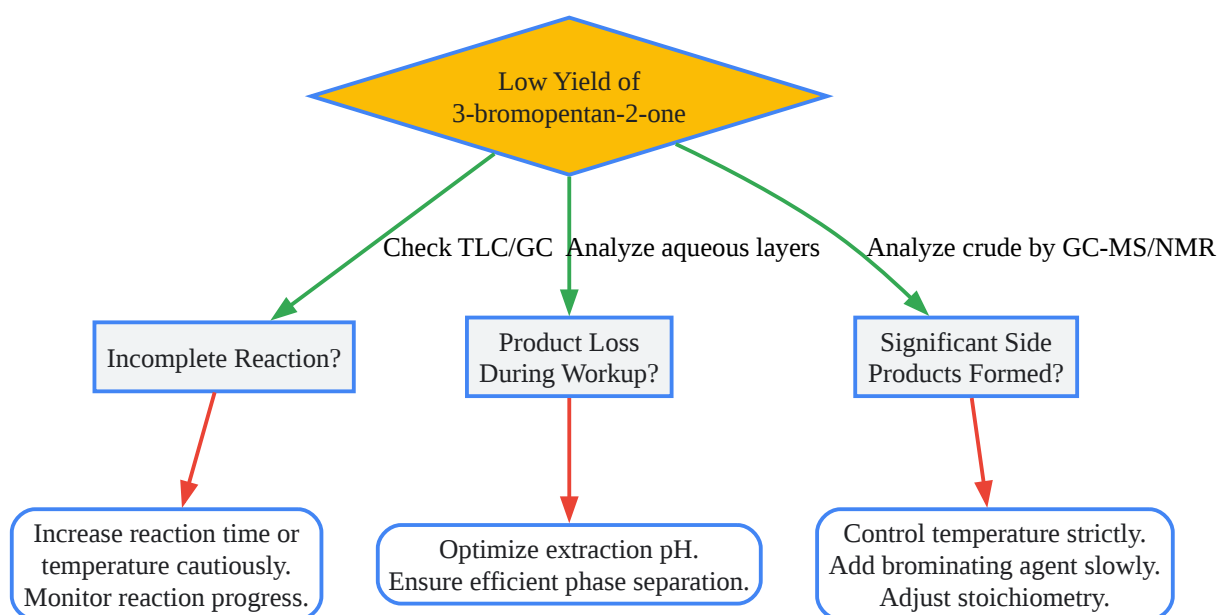 Low Yield of
3-bromopentan-2-one
Check TLC/GC
Analyze aqueous layers
Analyze crude by GC-MS/NMR
Incomplete Reaction?
Product Loss
During Workup?
Significant Side
Products Formed?
Increase reaction time or
temperature cautiously.
Monitor reaction progress.
Optimize extraction pH.
Ensure efficient phase separation.
Control temperature strictly.
Add brominating agent slowly.
Adjust stoichiometry.